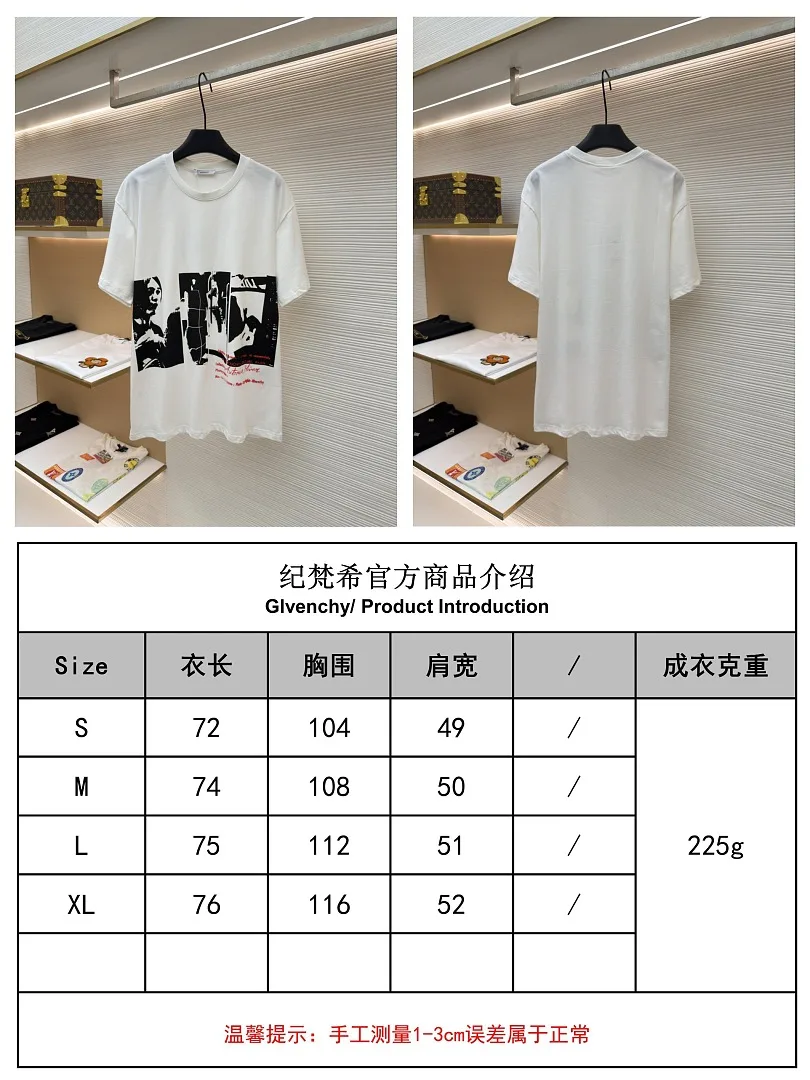 纪梵希官方商品介绍
GIvenchy/ Product Introduction
Size 衣长 胸围 肩宽 / 成衣克重
S 72 104 49 /
M 74 108 50 /
L 75 112 51 /
225g
XL 76 116 52 /
温馨提示：手工测量1-3cm误差属于正常